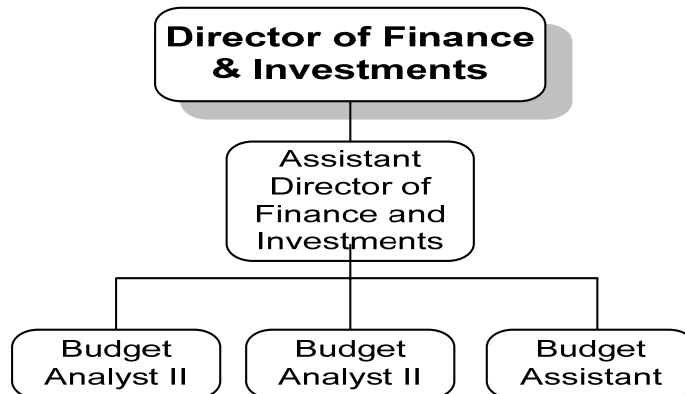 Director of Finance
& Investments
Assistant
Director of
Finance and
Investments
Budget
Analyst II
Budget
Analyst II
Budget
Assistant